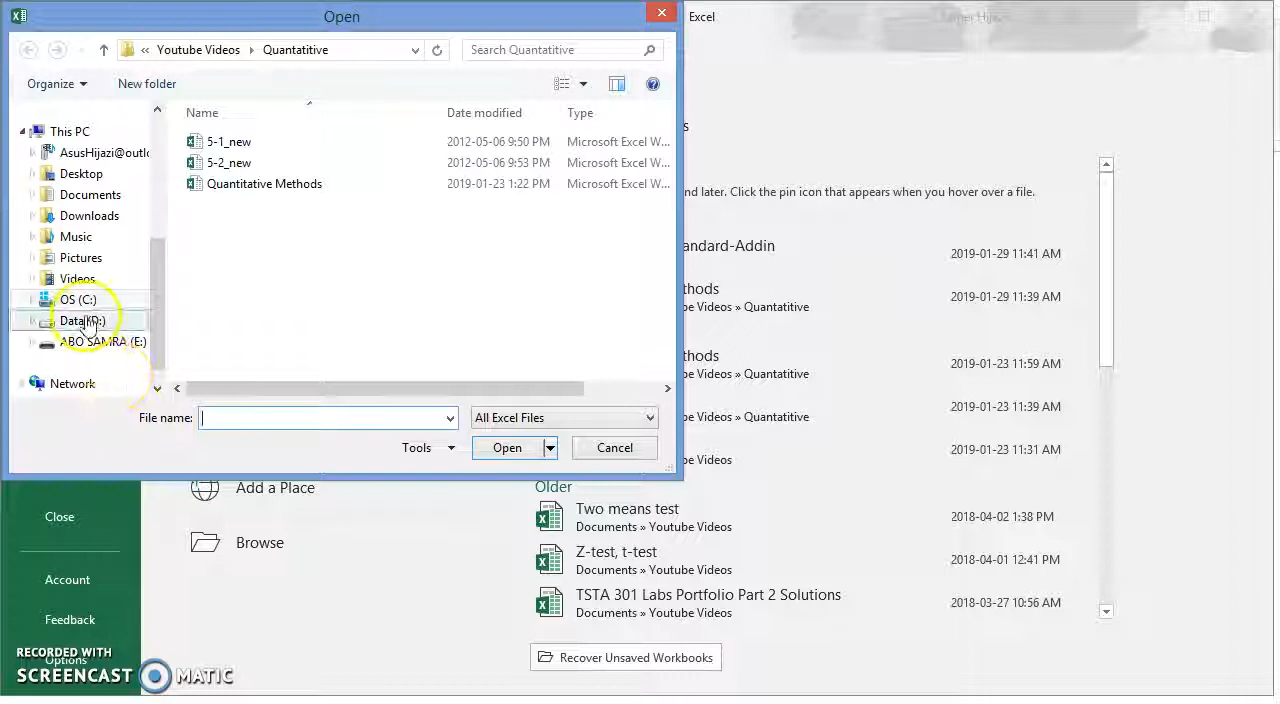 Open
Excel
« Youtube Videos Quantatitive
Search Quantatitive
Organize
New folder
Name
Date modified
Type
This PC
AsusHijazi@outlc
Desktop
Documents
Downloads
Music
Pictures
Videos
OS (C:)
Data (D:)
ABO SAMRA (E:)
Network
5-1_new
2012-05-06 9:50 PM
Microsoft Excel W...
5-2_new
2012-05-06 9:53 PM
Microsoft Excel W...
Quantitative Methods
2019-01-23 1:22 PM
Microsoft Excel W...
File name:
All Excel Files
Tools
Open
Cancel
s
nd later. Click the pin icon that appears when you hover over a file.
andard-Addin
2019-01-29 11:41 AM
thods
e Videos » Quantatitive
2019-01-29 11:39 AM
thods
e Videos » Quantatitive
2019-01-23 11:59 AM
e Videos » Quantatitive
2019-01-23 11:39 AM
e Videos
2019-01-23 11:31 AM
Add a Place
Browse
Older
Two means test
Documents » Youtube Videos
2018-04-02 1:38 PM
Z-test, t-test
Documents » Youtube Videos
2018-04-01 12:41 PM
TSTA 301 Labs Portfolio Part 2 Solutions
Documents » Youtube Videos
2018-03-27 10:56 AM
Recover Unsaved Workbooks
Close
Account
Feedback
Options
RECORDED WITH
SCREENCAST MATIC